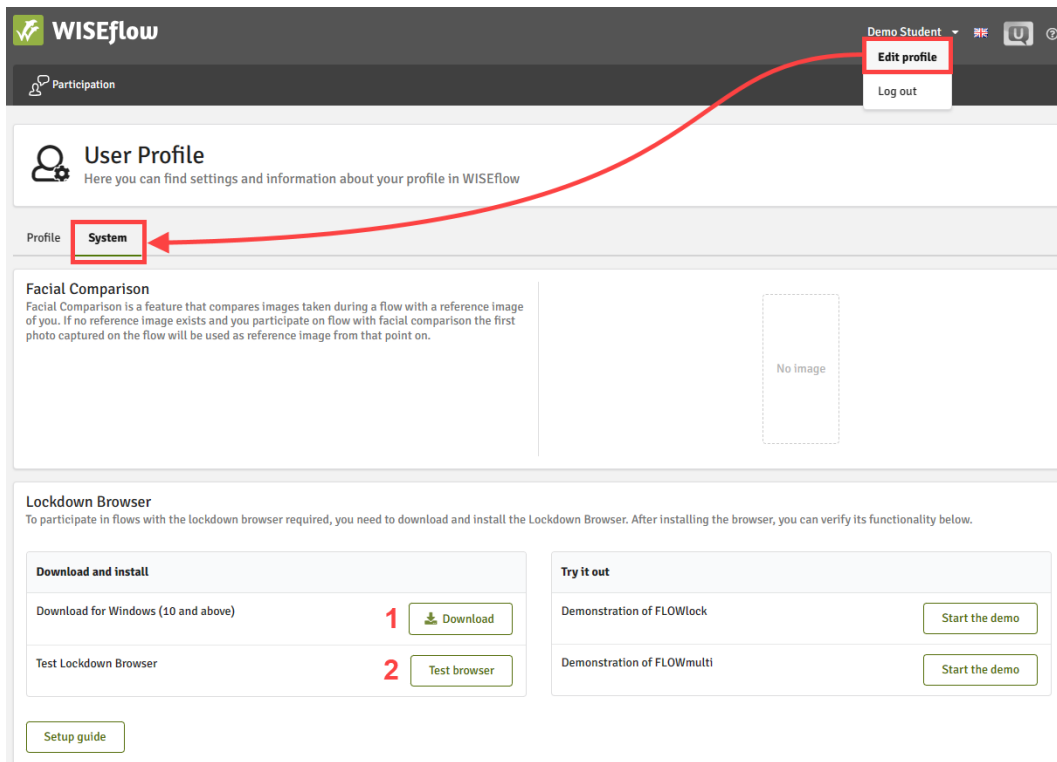 WISEflow
Demo Student
U
?
Edit profile
Log out
Participation
User Profile
Here you can find settings and information about your profile in WISEflow
Profile
System
Facial Comparison
Facial Comparison is a feature that compares images taken during a flow with a reference image
of you. If no reference image exists and you participate on flow with facial comparison the first
photo captured on the flow will be used as reference image from that point on.
No image
Lockdown Browser
To participate in flows with the lockdown browser required, you need to download and install the Lockdown Browser. After installing the browser, you can verify its functionality below.
Download and install
Download for Windows (10 and above)
1
Download
Test Lockdown Browser
2
Test browser
Try it out
Demonstration of FLOWlock
Start the demo
Demonstration of FLOWmulti
Start the demo
Setup guide